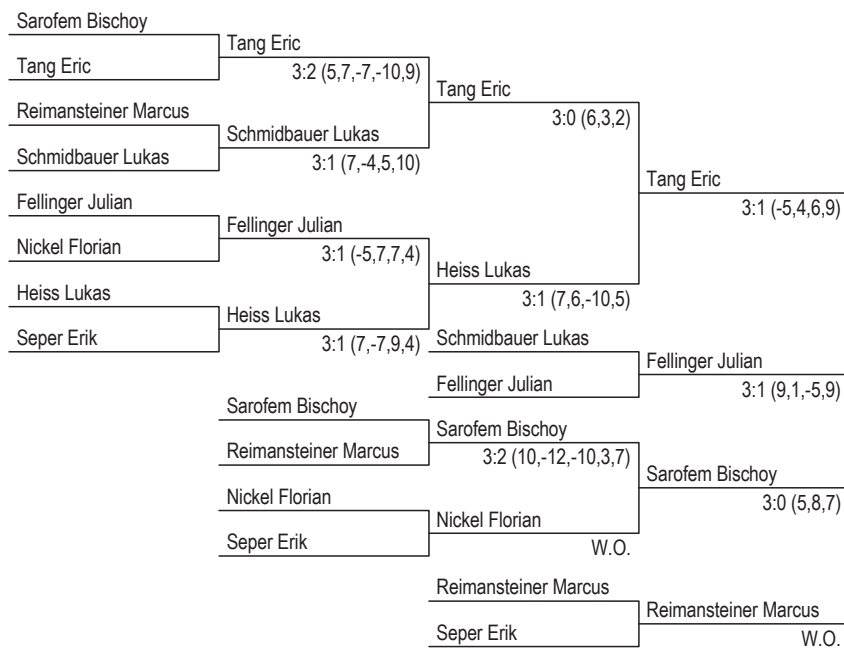 Sarofem Bischoy
Tang Eric
Tang Eric
3:2 (5,7,-7,-10,9)
Tang Eric
Reimansteiner Marcus
3:0 (6,3,2)
Schmidbauer Lukas
Schmidbauer Lukas
3:1 (7,-4,5,10)
Tang Eric
3:1 (-5,4,6,9)
Fellinger Julian
Fellinger Julian
Nickel Florian
3:1 (-5,7,7,4)
Heiss Lukas
3:1 (7,6,-10,5)
Heiss Lukas
Heiss Lukas
Seper Erik
3:1 (7,-7,9,4)
Schmidbauer Lukas
Fellinger Julian
Fellinger Julian
3:1 (9,1,-5,9)
Sarofem Bischoy
Sarofem Bischoy
Reimansteiner Marcus
3:2 (10,-12,-10,3,7)
Sarofem Bischoy
3:0 (5,8,7)
Nickel Florian
Nickel Florian
Seper Erik
W.O.
Reimansteiner Marcus
Reimansteiner Marcus
Seper Erik
W.O.